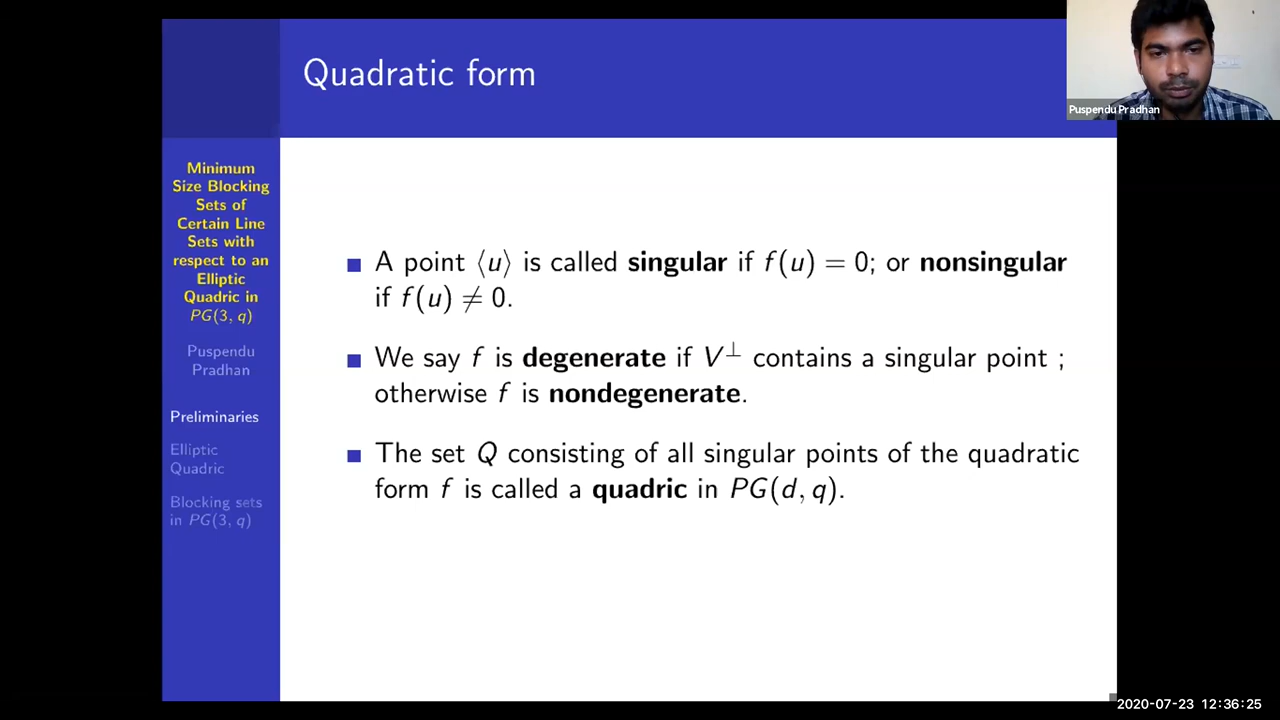 Quadratic form
Puspendu Pradhan
Minimum
Size Blocking
Sets of
Certain Line
Sets with
respect to an
Elliptic
Quadric in
PG(3, q)
Puspendu
Pradhan
Preliminaries
Elliptic
Quadric
Blocking sets
in PG(3, q)
A point ⟨u⟩ is called singular if f(u) = 0; or nonsingular
if f(u) ≠ 0.
We say f is degenerate if V⊥ contains a singular point ;
otherwise f is nondegenerate.
The set Q consisting of all singular points of the quadratic
form f is called a quadric in PG(d, q).
2020-07-23 12:36:25